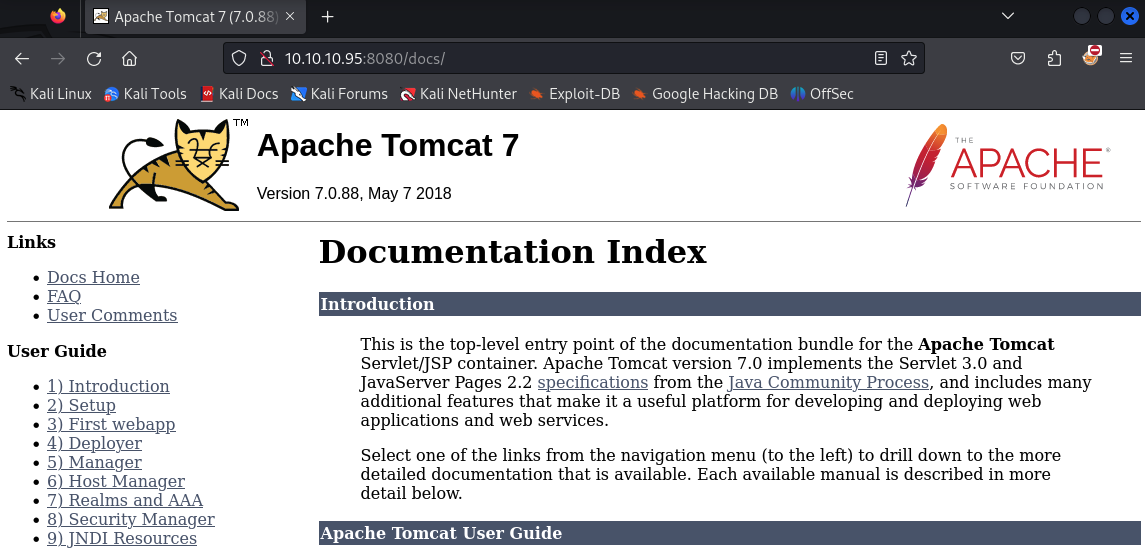 Apache Tomcat 7 (7.0.88)
10.10.10.95:8080/docs/
Kali Linux
Kali Tools
Kali Docs
Kali Forums
Kali NetHunter
Exploit-DB
Google Hacking DB
OffSec
TM
Apache Tomcat 7
Version 7.0.88, May 7 2018
THE
APACHE®
SOFTWARE FOUNDATION
Links
Docs Home
FAQ
User Comments
User Guide
1) Introduction
2) Setup
3) First webapp
4) Deployer
5) Manager
6) Host Manager
7) Realms and AAA
8) Security Manager
9) JNDI Resources
Documentation Index
Introduction
This is the top-level entry point of the documentation bundle for the Apache Tomcat
Servlet/JSP container. Apache Tomcat version 7.0 implements the Servlet 3.0 and
JavaServer Pages 2.2 specifications from the Java Community Process, and includes many
additional features that make it a useful platform for developing and deploying web
applications and web services.
Select one of the links from the navigation menu (to the left) to drill down to the more
detailed documentation that is available. Each available manual is described in more
detail below.
Apache Tomcat User Guide